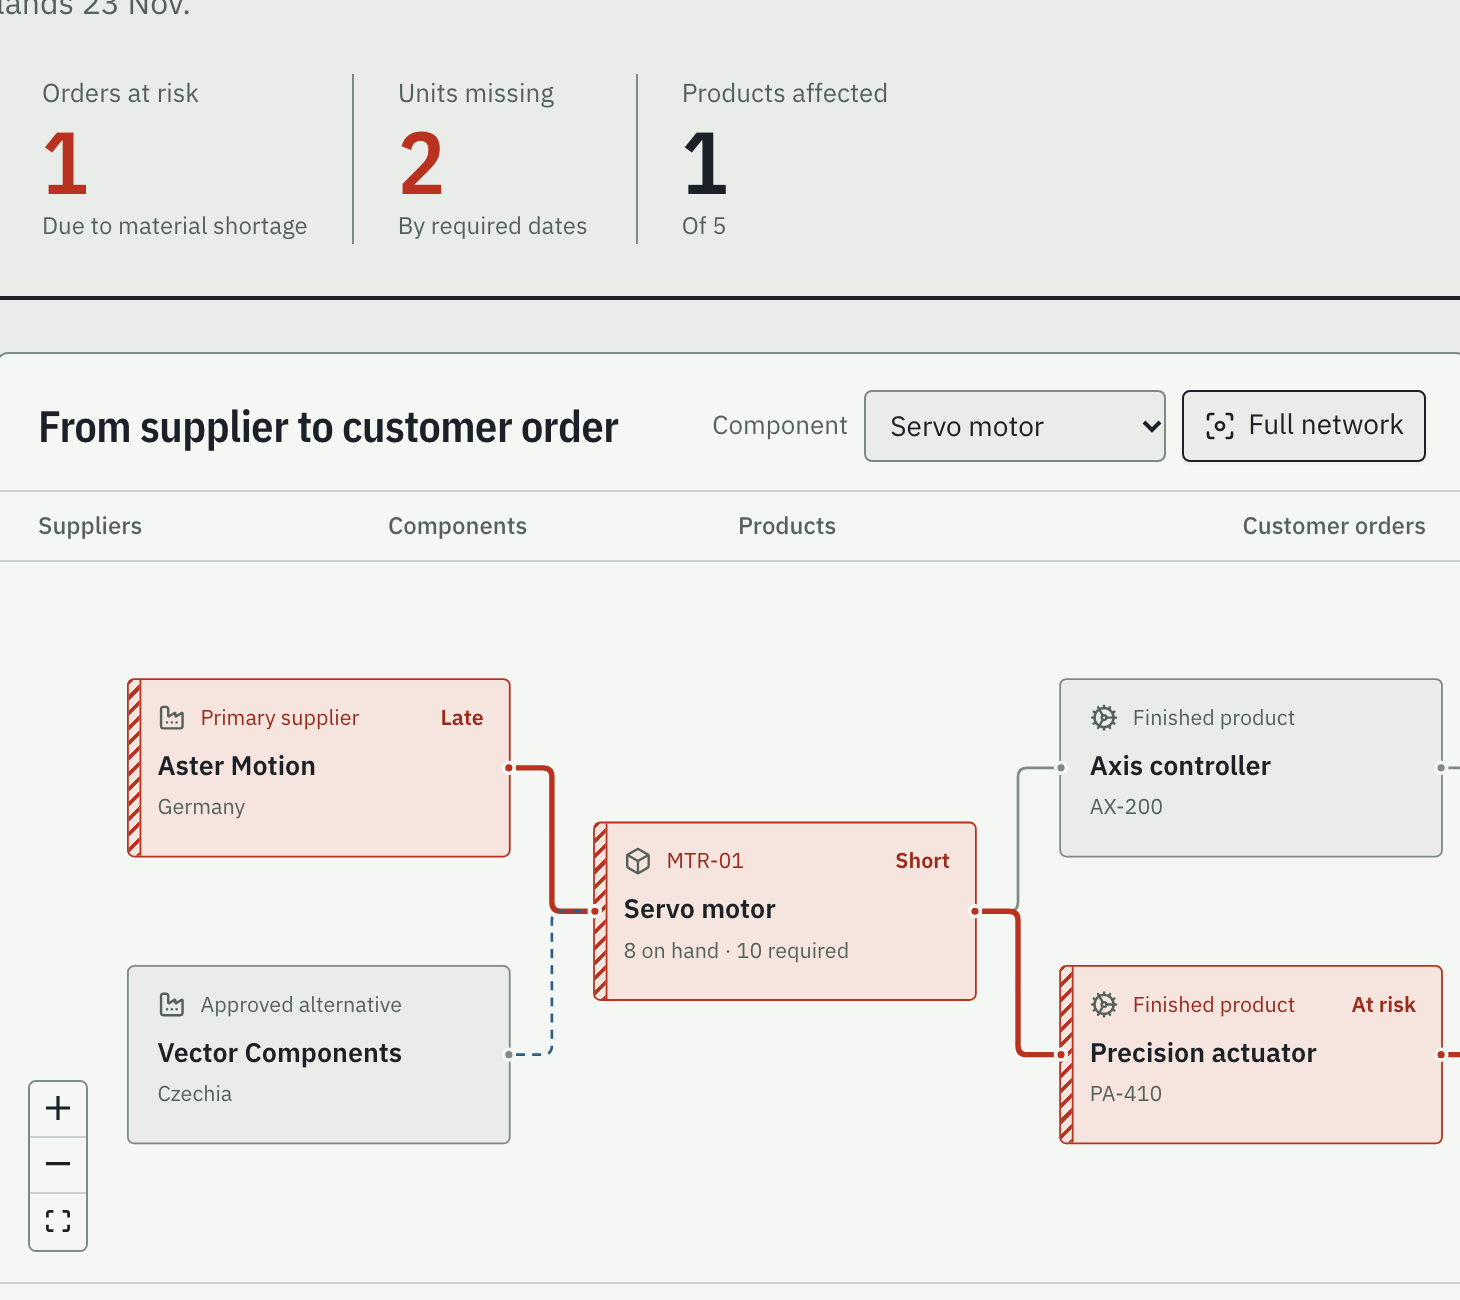 lands 23 Nov.
Orders at risk
1
Due to material shortage
Units missing
2
By required dates
Products affected
1
Of 5
From supplier to customer order
Component
Servo motor
Full network
Suppliers
Components
Products
Customer orders
Primary supplier
Late
Aster Motion
Germany
Approved alternative
Vector Components
Czechia
MTR-01
Short
Servo motor
8 on hand · 10 required
Finished product
Axis controller
AX-200
Finished product
At risk
Precision actuator
PA-410